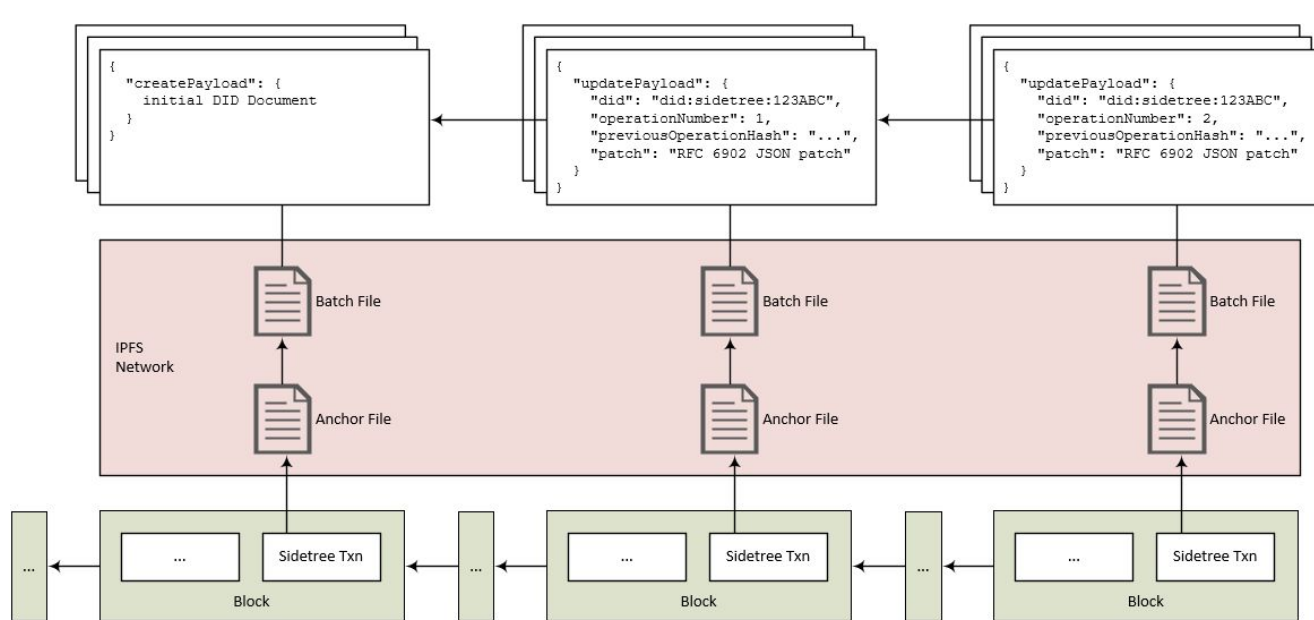 {
"createPayload": {
initial DID Document
}
}
{
"updatePayload": {
"did": "did:sidetree:123ABC",
"operationNumber": 1,
"previousOperationHash": "...",
"patch": "RFC 6902 JSON patch"
}
}
{
"updatePayload": {
"did": "did:sidetree:123ABC",
"operationNumber": 2,
"previousOperationHash": "...",
"patch": "RFC 6902 JSON patch"
}
}
Batch File
Batch File
Batch File
IPFS
Network
Anchor File
Anchor File
Anchor File
...
...
Sidetree Txn
Block
...
...
Sidetree Txn
Block
...
...
Sidetree Txn
Block